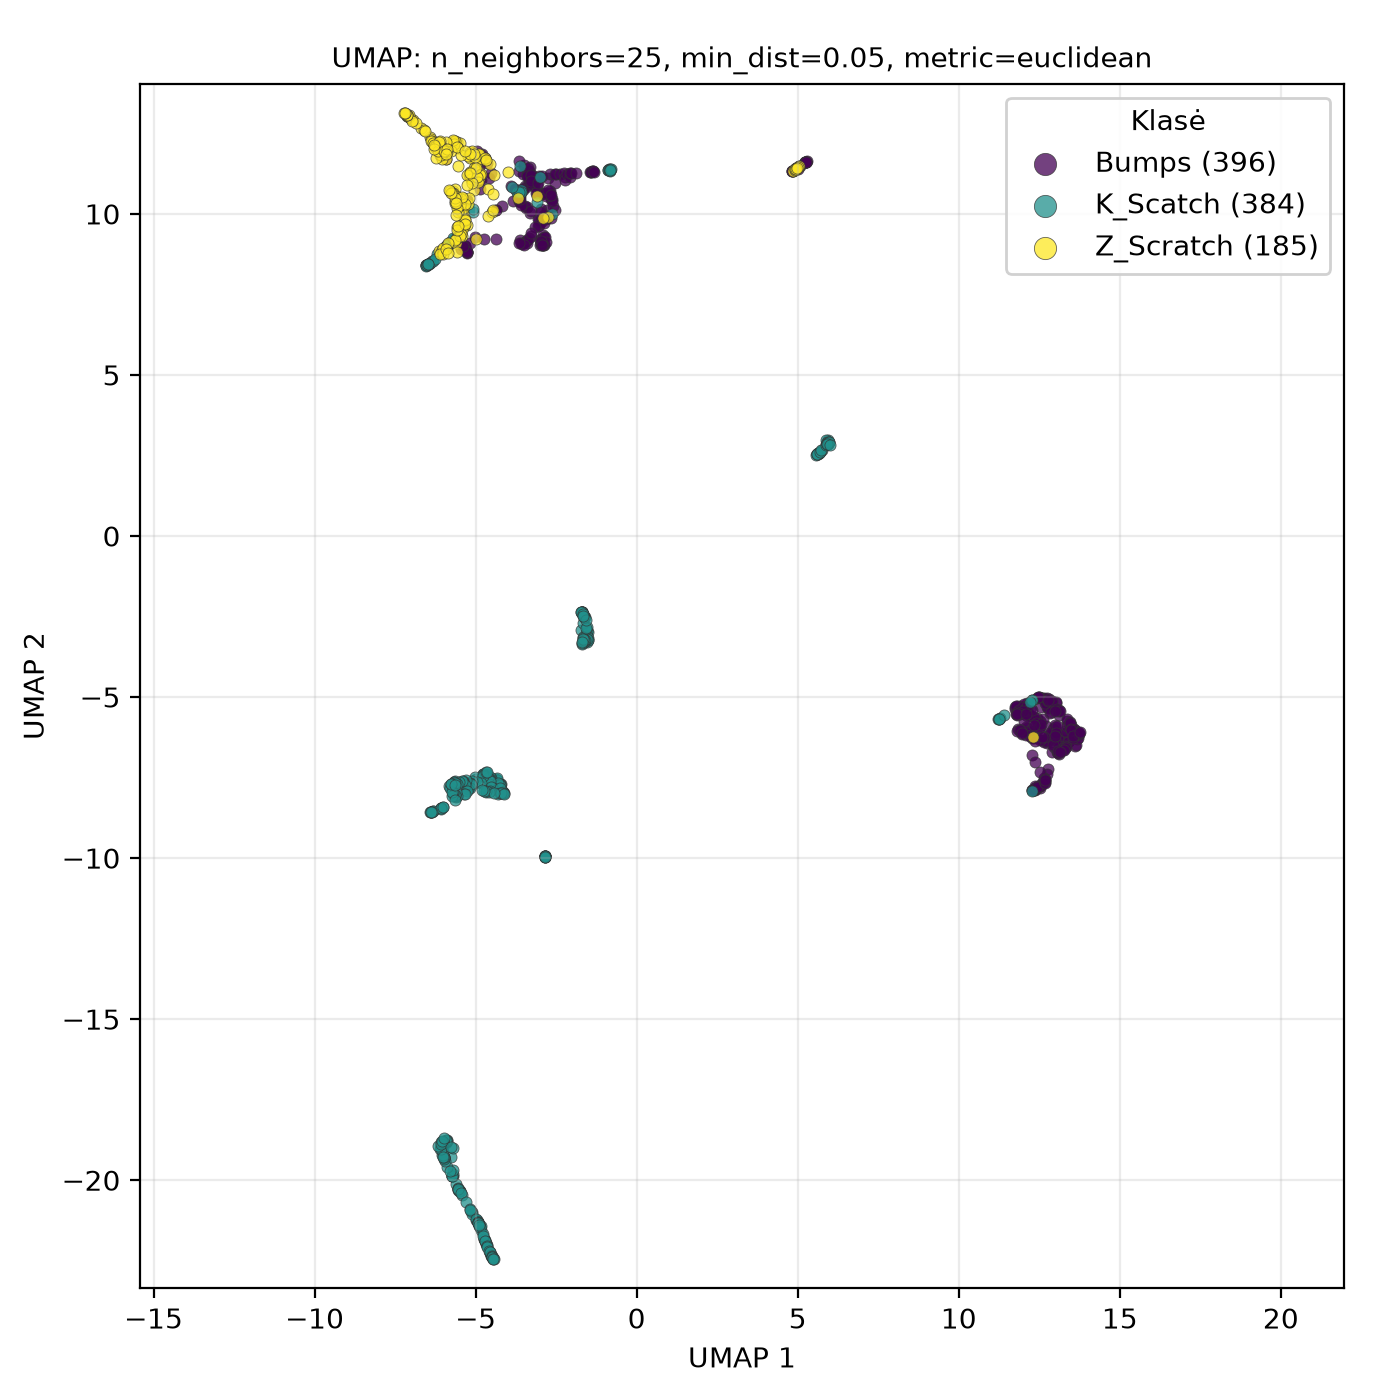 UMAP: n_neighbors=25, min_dist=0.05, metric=euclidean
Klasė
Bumps (396)
K_Scatch (384)
Z_Scratch (185)
10
5
0
−5
−10
−15
−20
UMAP 2
−15
−10
−5
0
5
10
15
20
UMAP 1